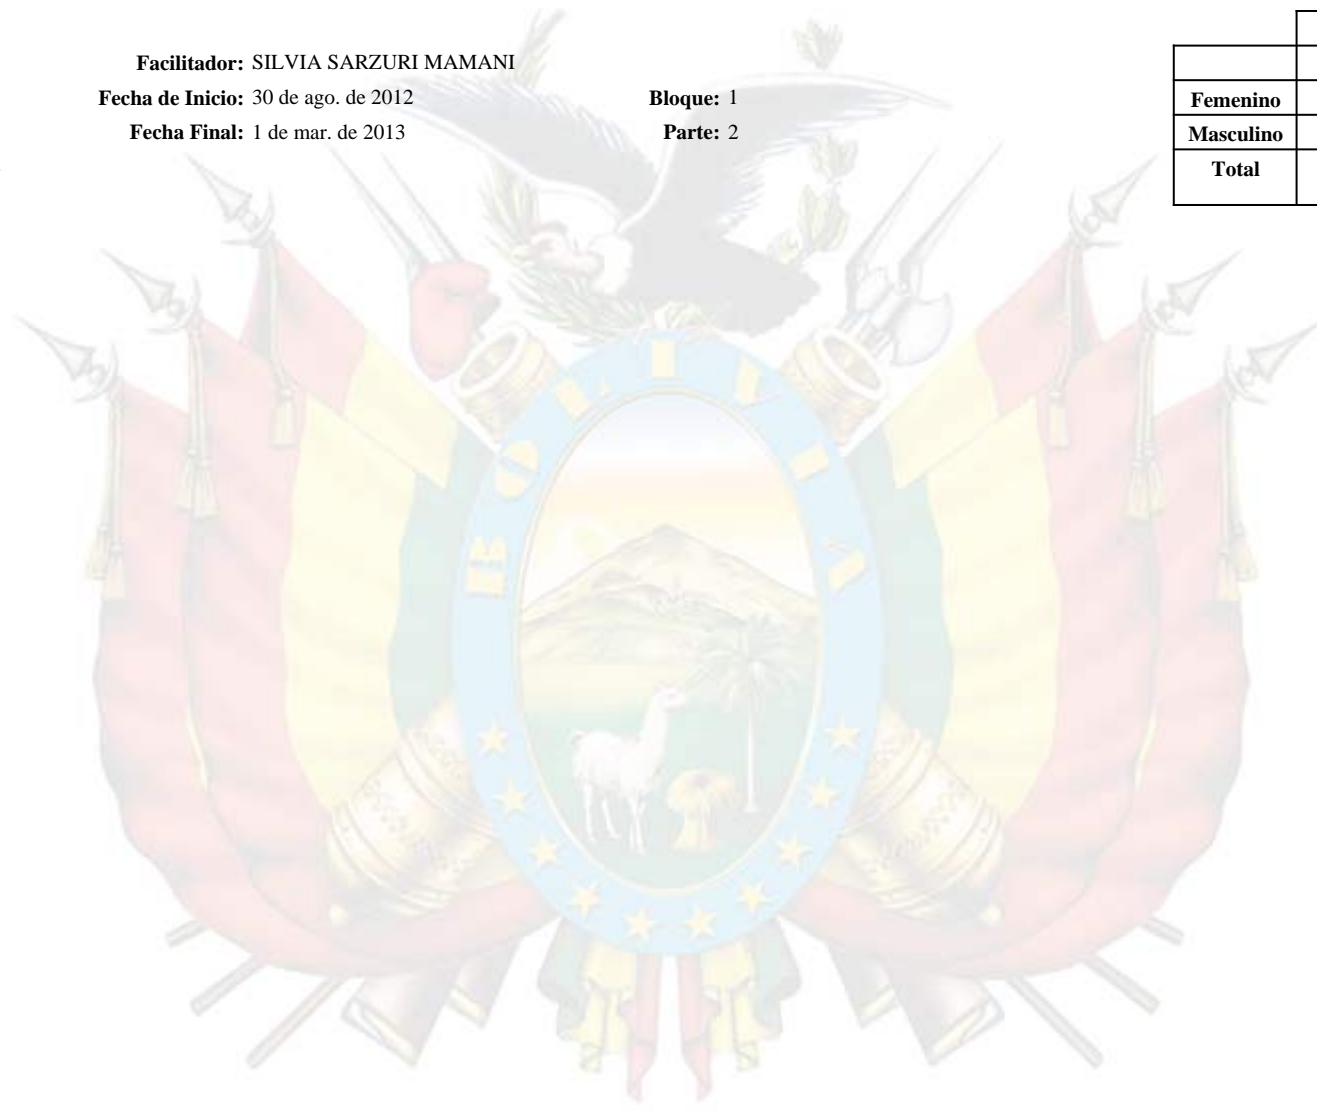 Facilitador: SILVIA SARZURI MAMANI
Fecha de Inicio: 30 de ago. de 2012 Bloque: 1
Fecha Final: 1 de mar. de 2013 Parte: 2
Femenino
Masculino
Total
BOLIVIA